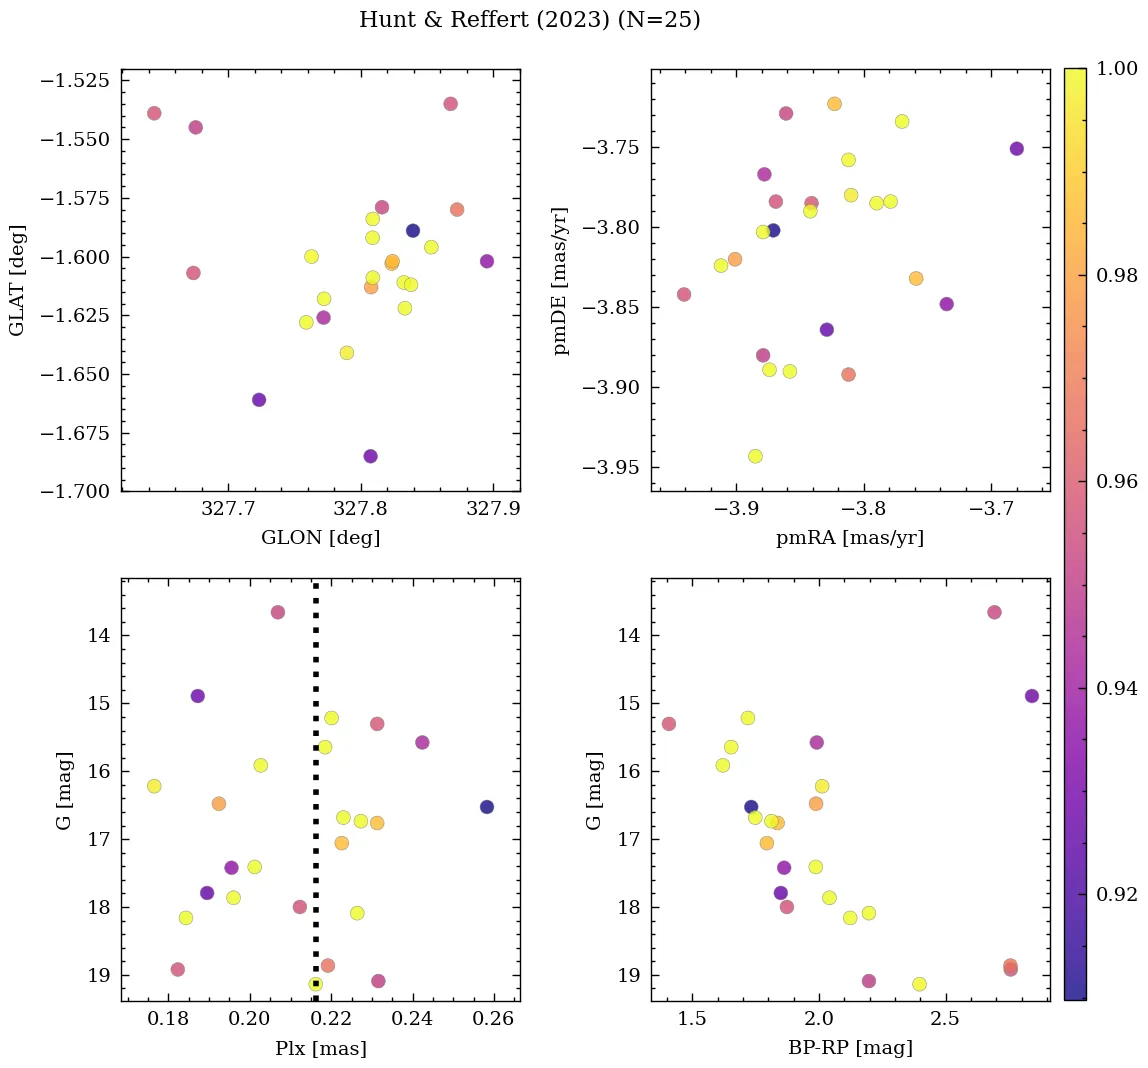 Hunt & Reffert (2023) (N=25)
−1.525
−1.550
−1.575
−1.600
−1.625
−1.650
−1.675
−1.700
GLAT [deg]
327.7 327.8 327.9
GLON [deg]
−3.75
−3.80
−3.85
−3.90
−3.95
pmDE [mas/yr]
−3.9 −3.8 −3.7
pmRA [mas/yr]
14
15
16
17
18
19
G [mag]
0.18 0.20 0.22 0.24 0.26
Plx [mas]
14
15
16
17
18
19
G [mag]
1.5 2.0 2.5
BP-RP [mag]
1.00
0.98
0.96
0.94
0.92